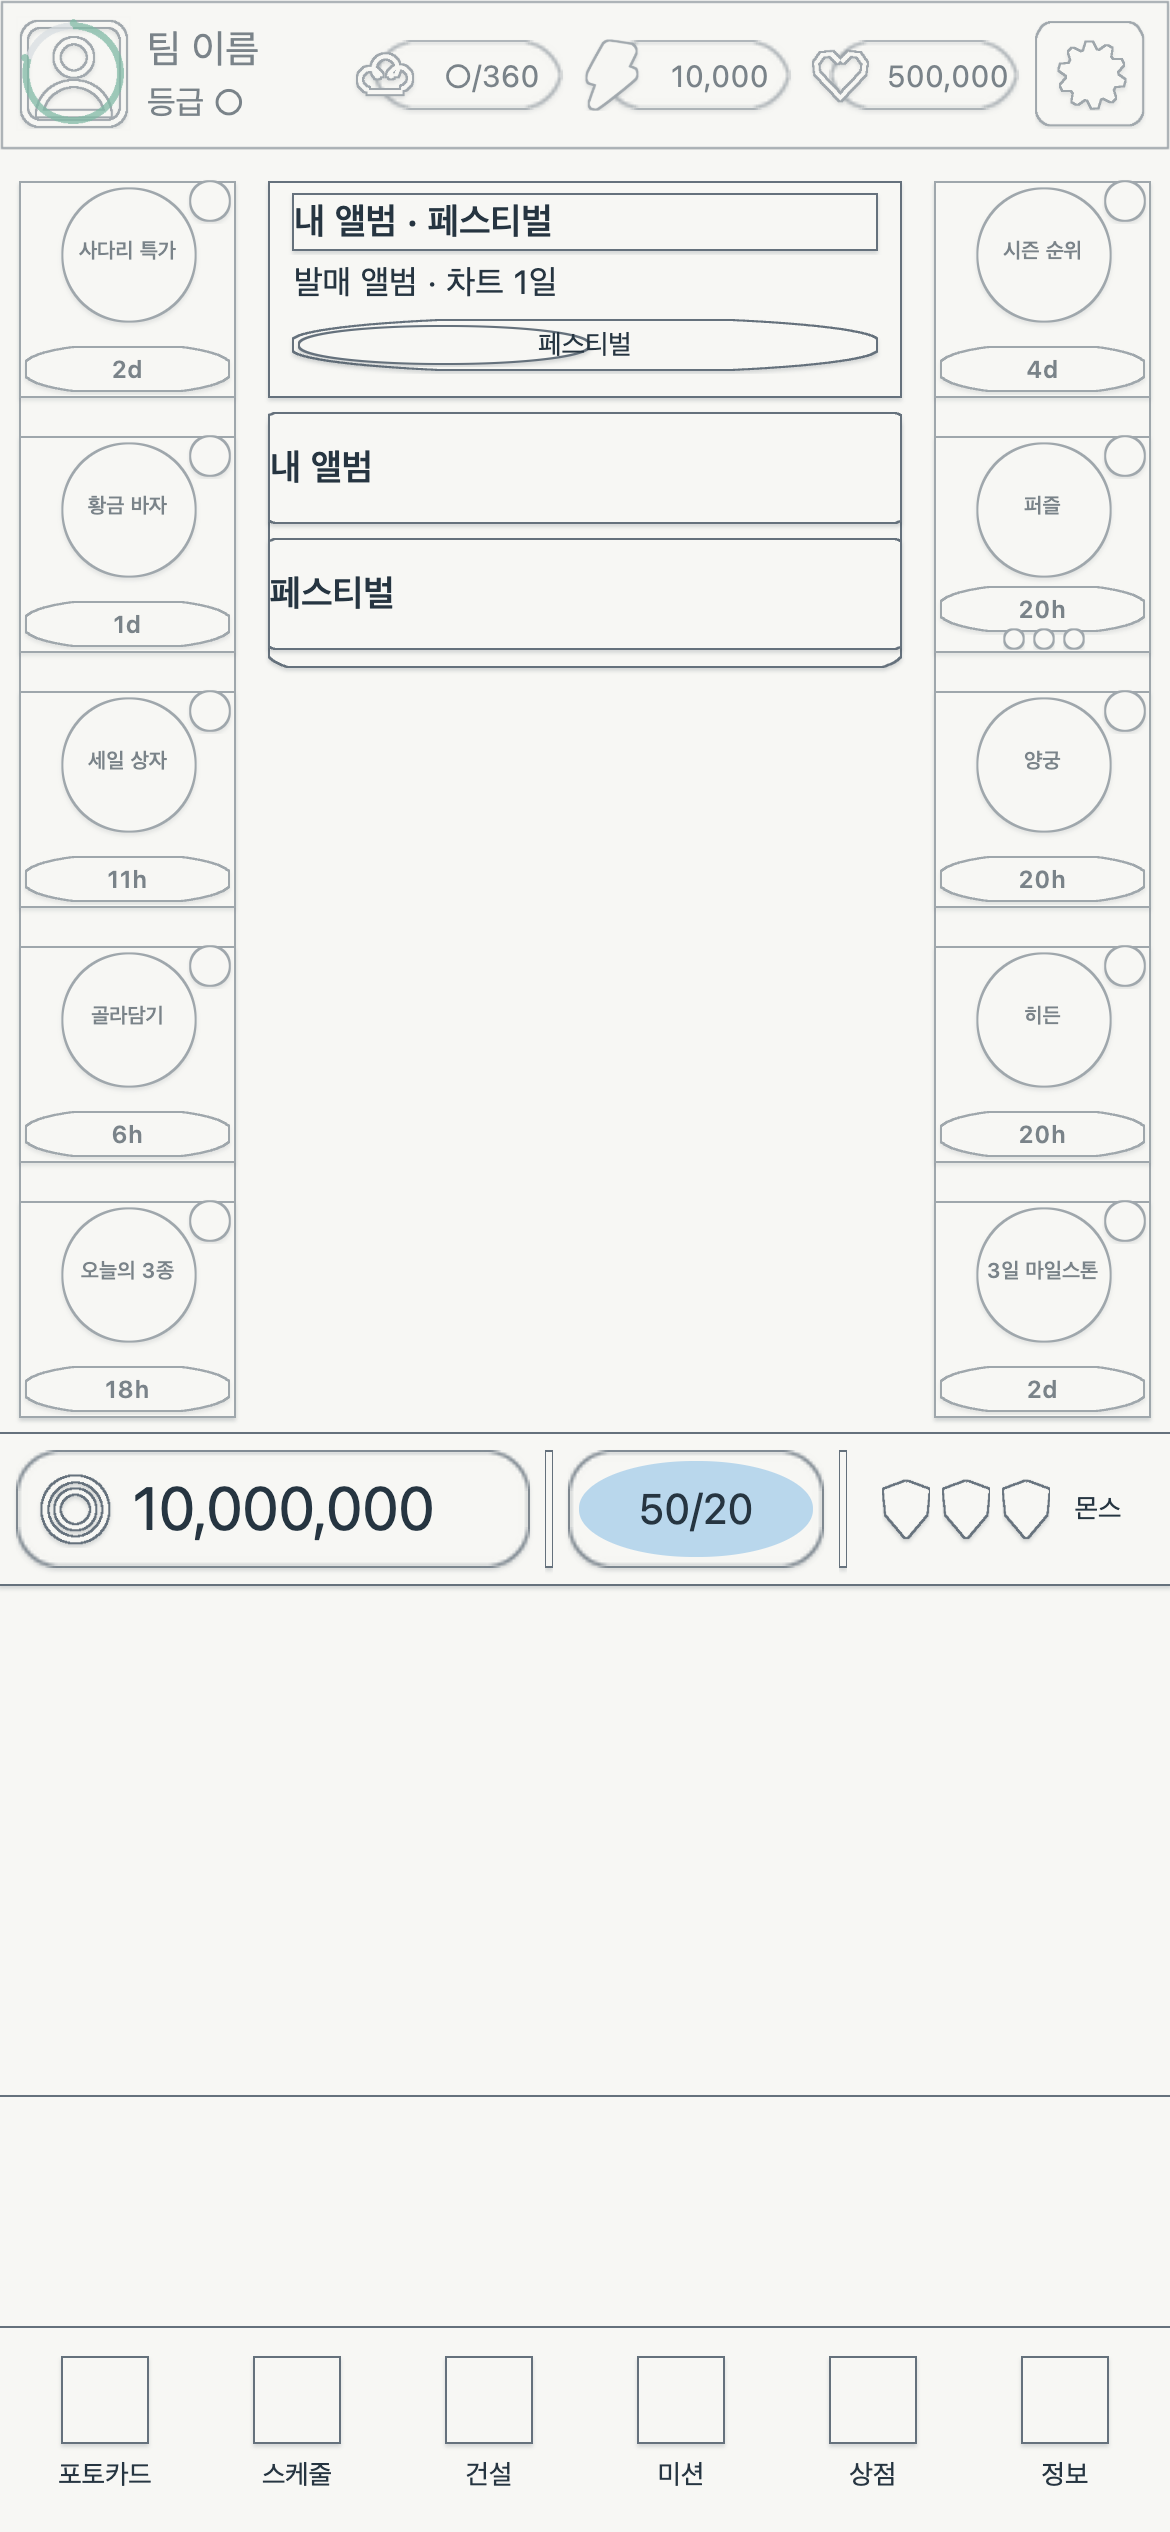 팀 이름
등급 ○
○/360
10,000
500,000
사다리 특가
2d
황금 바자
1d
세일 상자
11h
골라담기
6h
오늘의 3종
18h
내 앨범 · 페스티벌
발매 앨범 · 차트 1일
페스티벌
내 앨범
페스티벌
시즌 순위
4d
퍼즐
20h
양궁
20h
히든
20h
3일 마일스톤
2d
10,000,000
50/20
몬스
포토카드
스케줄
건설
미션
상점
정보